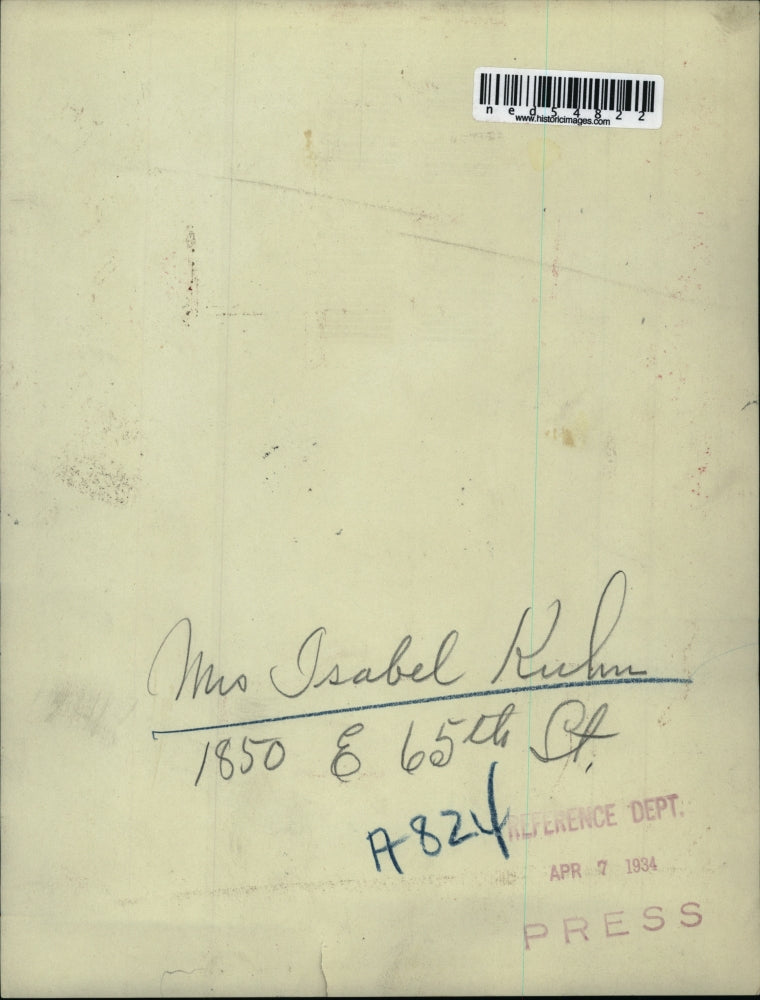 ned54822
www.historicimages.com
Mrs Isabel Kuhn
1850 E 65th St.
A824
REFERENCE DEPT.
APR 7 1934
PRESS